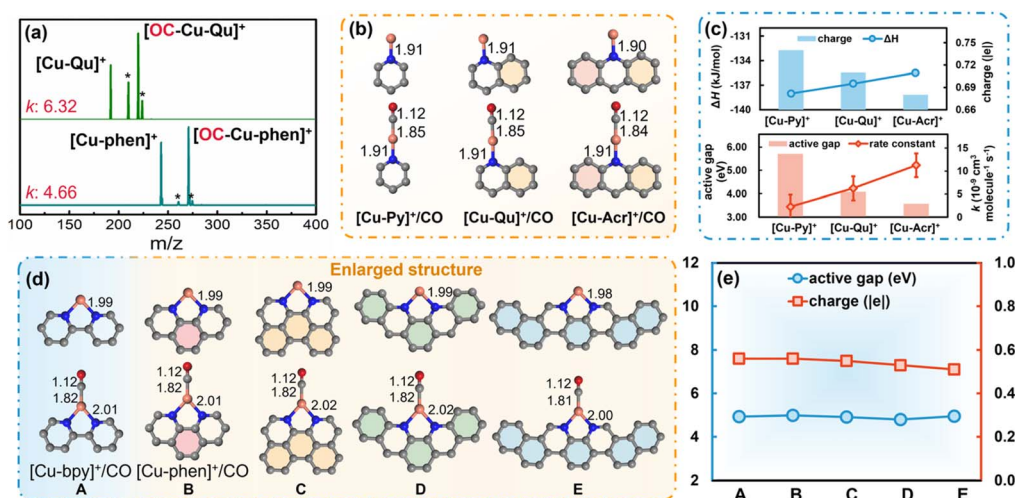 (a)
[OC-Cu-Qu]⁺
[Cu-Qu]⁺
*
*
k: 6.32
[Cu-phen]⁺
[OC-Cu-phen]⁺
k: 4.66
* *
100 150 200 250 300 350 400
m/z
(b)
1.91 1.91 1.90
1.12 1.12 1.12
1.85 1.85 1.84
1.91 1.91 1.91
[Cu-Py]⁺/CO [Cu-Qu]⁺/CO [Cu-Acr]⁺/CO
(c)
charge ΔH
ΔH (kJ/mol)
-131
-134
-137
-140
0.75
0.72
0.69
0.66
charge (|e|)
[Cu-Py]⁺ [Cu-Qu]⁺ [Cu-Acr]⁺
active gap rate constant
active gap
(eV)
6.00
5.00
4.00
3.00
15
10
5
0
k (10⁻⁹ cm³
molecule⁻¹ s⁻¹)
[Cu-Py]⁺ [Cu-Qu]⁺ [Cu-Acr]⁺
(d)
Enlarged structure
1.99 1.99 1.99 1.99 1.98
1.12 1.12 1.12 1.12 1.12
1.82 1.82 1.82 1.82 1.81
2.01 2.01 2.02 2.02 2.00
[Cu-bpy]⁺/CO [Cu-phen]⁺/CO
A B C D E
(e)
active gap (eV)
charge (|e|)
12
10
8
6
4
2
1.0
0.8
0.6
0.4
0.2
0.0
A B C D E